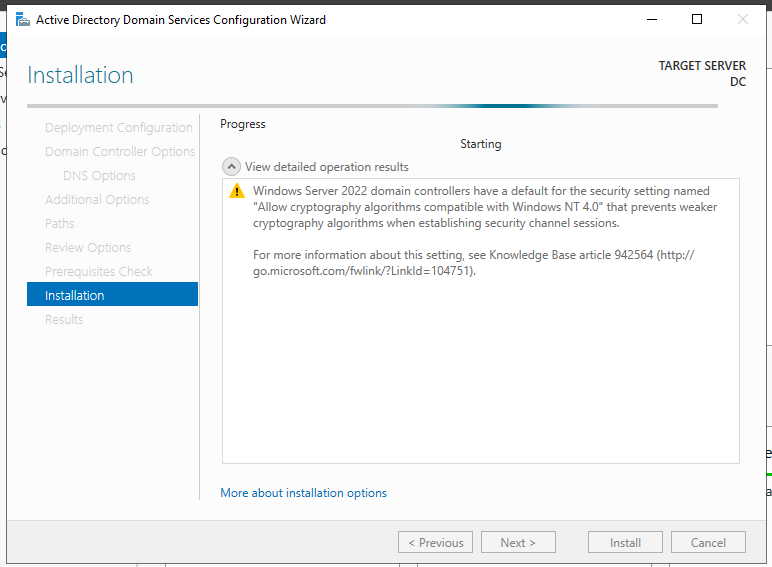 Active Directory Domain Services Configuration Wizard
Installation
TARGET SERVER
DC
Deployment Configuration
Domain Controller Options
DNS Options
Additional Options
Paths
Review Options
Prerequisites Check
Installation
Results
Progress
Starting
View detailed operation results
Windows Server 2022 domain controllers have a default for the security setting named
"Allow cryptography algorithms compatible with Windows NT 4.0" that prevents weaker
cryptography algorithms when establishing security channel sessions.
For more information about this setting, see Knowledge Base article 942564 (http://
go.microsoft.com/fwlink/?LinkId=104751).
More about installation options
< Previous
Next >
Install
Cancel